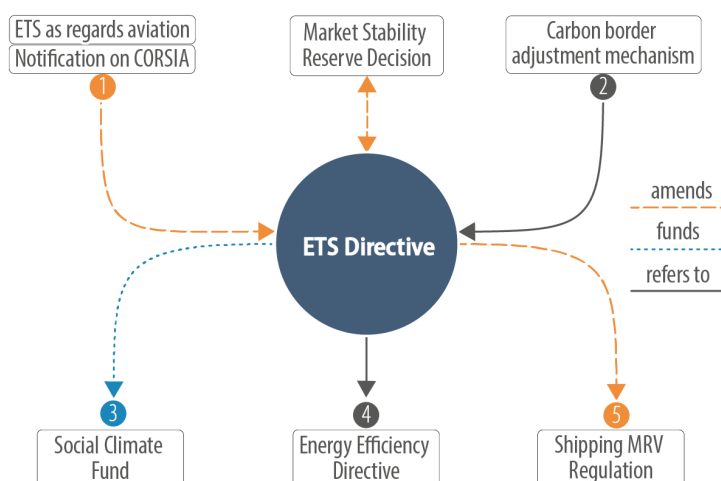 ETS as regards aviation
Notification on CORSIA
1
Market Stability
Reserve Decision
Carbon border
adjustment mechanism
2
ETS Directive
amends
funds
refers to
3
Social Climate
Fund
4
Energy Efficiency
Directive
5
Shipping MRV
Regulation